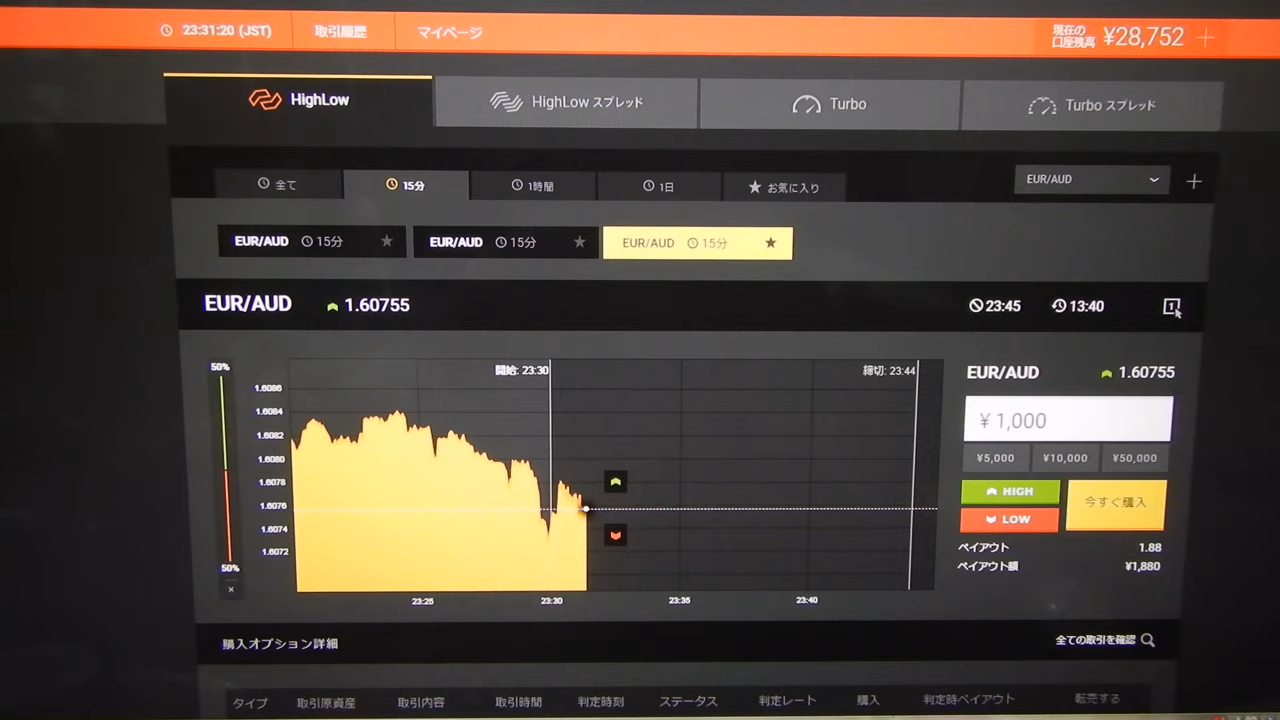 23:31:20 (JST) 取引履歴 マイページ 現在の口座残高 ¥28,752
HighLow HighLow スプレッド Turbo Turbo スプレッド
全て 15分 1時間 1日 お気に入り EUR/AUD
EUR/AUD 15分 EUR/AUD 15分 EUR/AUD 15分
EUR/AUD 1.60755 23:45 13:40 1
50%
開始: 23:30 締切: 23:44
EUR/AUD 1.60755
1.6086
1.6084
1.6082
1.6080
1.6078
1.6076
1.6074
1.6072
50%
×
23:25 23:30 23:35 23:40
¥ 1,000
¥5,000 ¥10,000 ¥50,000
HIGH
LOW
今すぐ購入
ペイアウト 1.88
ペイアウト額 ¥1,880
購入オプション詳細 全ての取引を確認
タイプ 取引原資産 取引内容 取引時間 判定時刻 ステータス 判定レート 購入 判定時ペイアウト 転売する